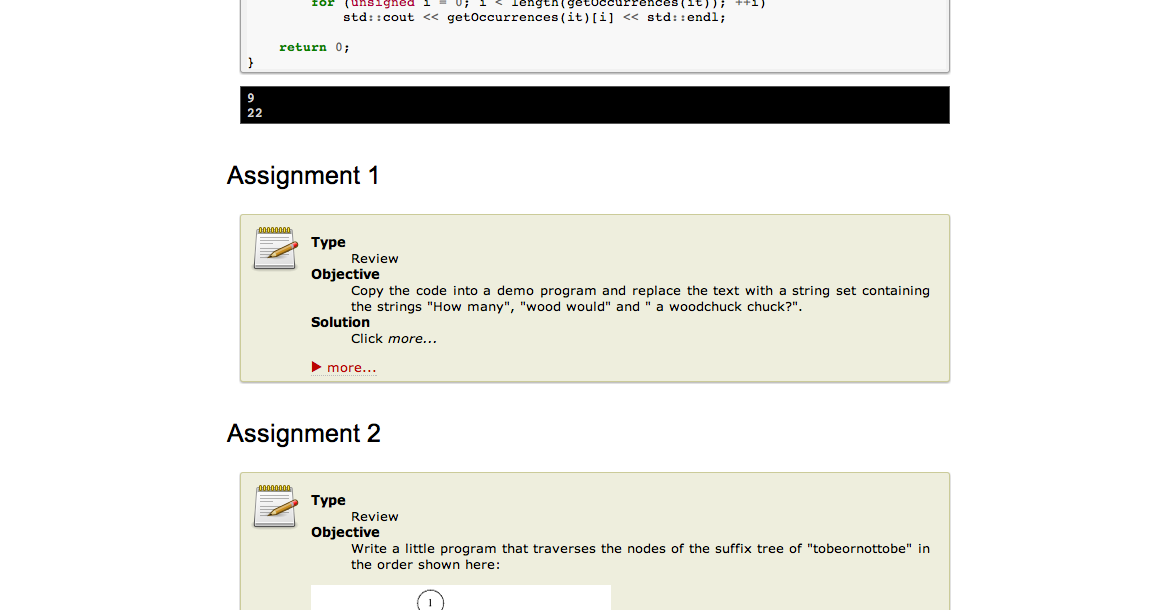 for (unsigned i = 0; i < length(getOccurrences(it)); ++i)
std::cout << getOccurrences(it)[i] << std::endl;
return 0;
}
9
22
Assignment 1
Type
Review
Objective
Copy the code into a demo program and replace the text with a string set containing
the strings "How many", "wood would" and " a woodchuck chuck?".
Solution
Click more...
more...
Assignment 2
Type
Review
Objective
Write a little program that traverses the nodes of the suffix tree of "tobeornottobe" in
the order shown here:
1